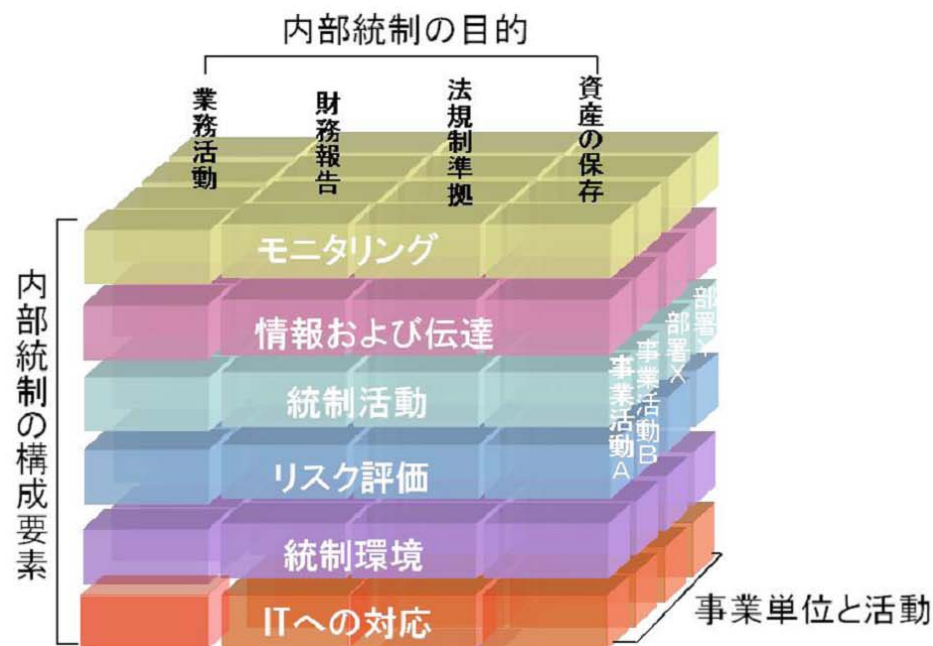 内部統制の目的
業務活動
財務報告
法規制準拠
資産の保存
内部統制の構成要素
モニタリング
情報および伝達
統制活動
リスク評価
統制環境
ITへの対応
事業活動A
事業活動B
部署X
部署Y
事業単位と活動